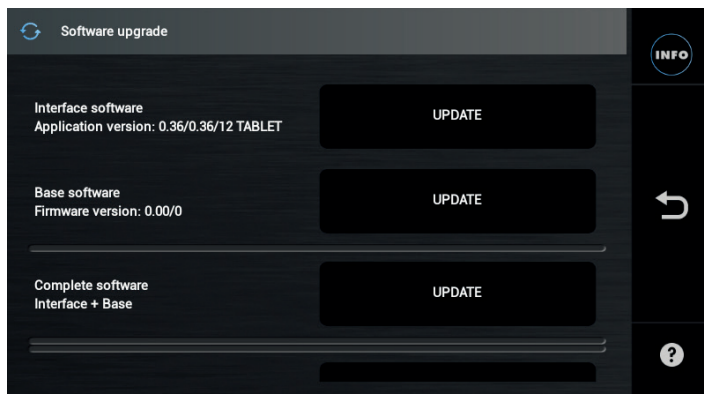 Software upgrade
INFO
Interface software
Application version: 0.36/0.36/12 TABLET
UPDATE
Base software
Firmware version: 0.00/0
UPDATE
Complete software
Interface + Base
UPDATE
?